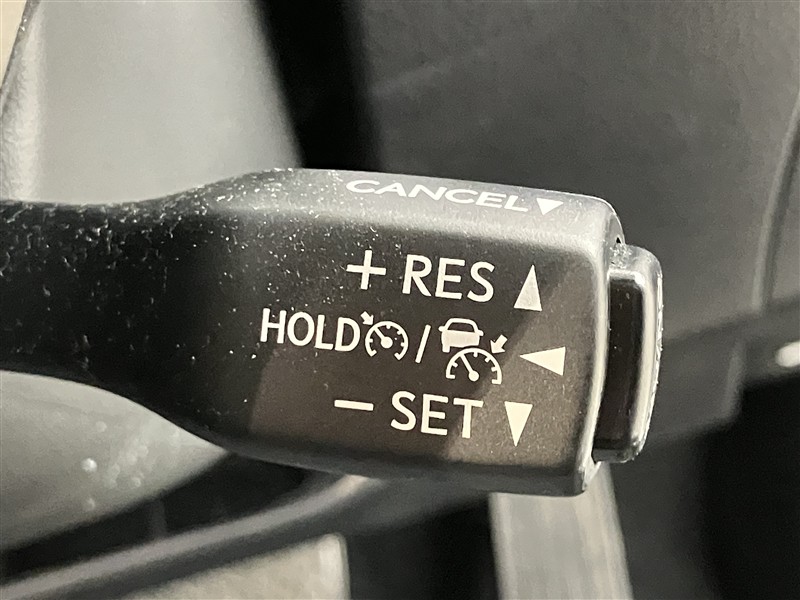 CANCEL▼
+ RES ▲
HOLD / ◀
- SET ▼